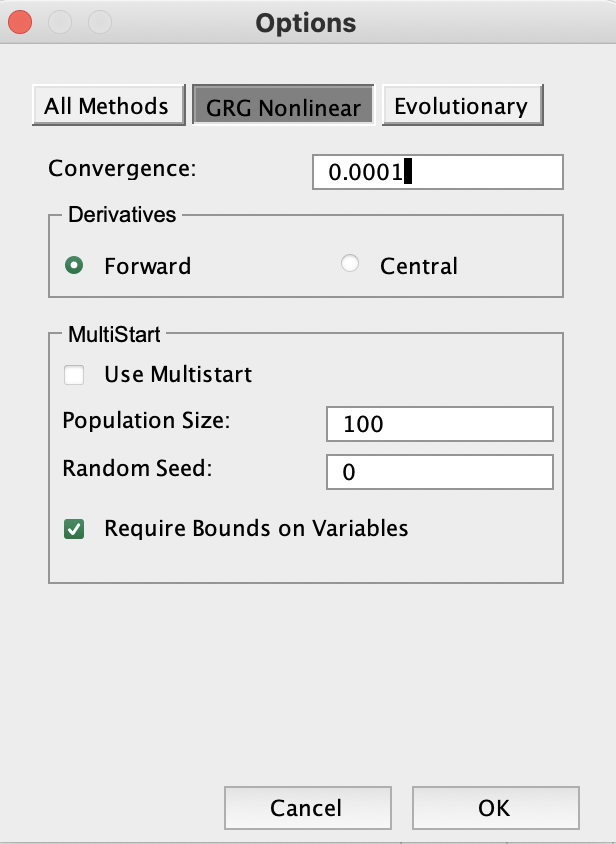 Options
All Methods GRG Nonlinear Evolutionary
Convergence: 0.0001
Derivatives
Forward Central
MultiStart
Use Multistart
Population Size: 100
Random Seed: 0
Require Bounds on Variables
Cancel OK